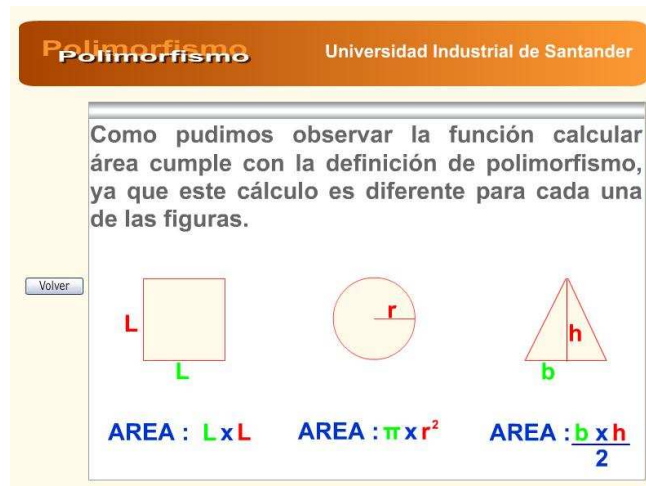 Polimorfismo
Polimorfismo
Universidad Industrial de Santander
Como pudimos observar la función calcular
área cumple con la definición de polimorfismo,
ya que este cálculo es diferente para cada una
de las figuras.
Volver
L
L
r
h
b
AREA : L x L
AREA : π x r²
AREA : b x h
2